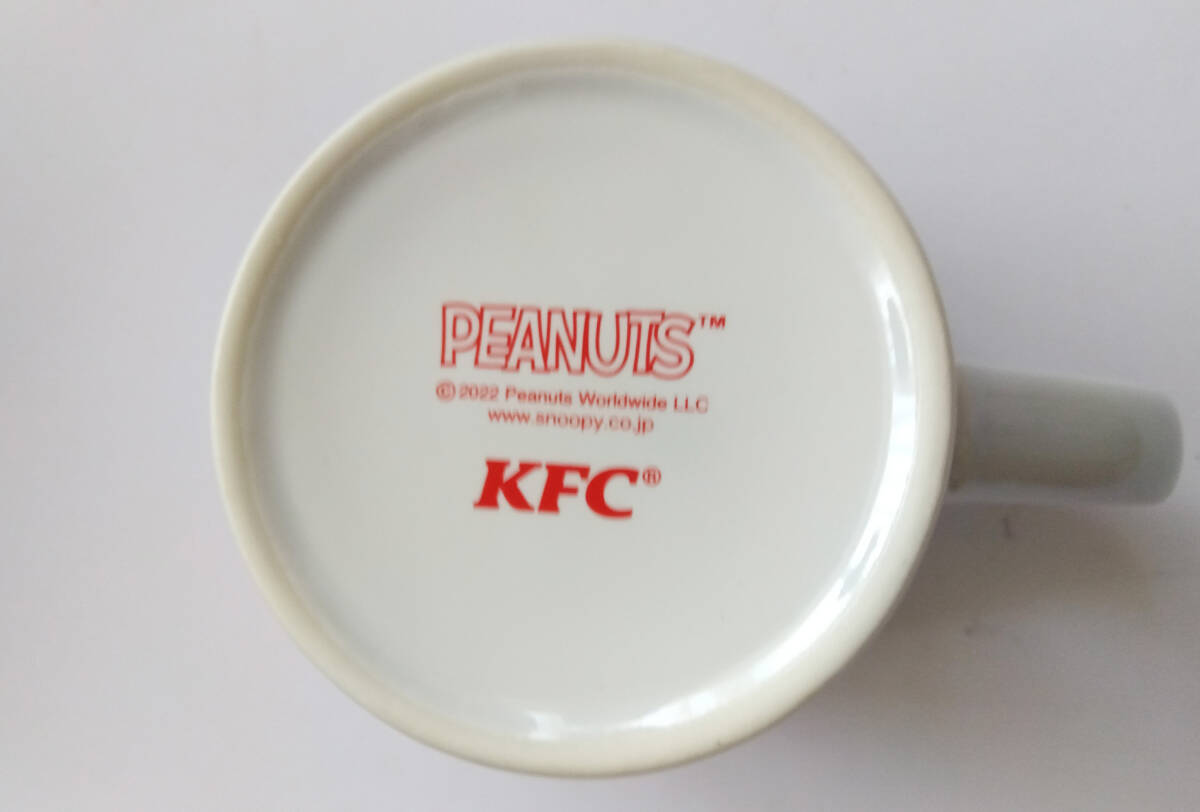 PEANUTS™
©2022 Peanuts Worldwide LLC
www.snoopy.co.jp
KFC®